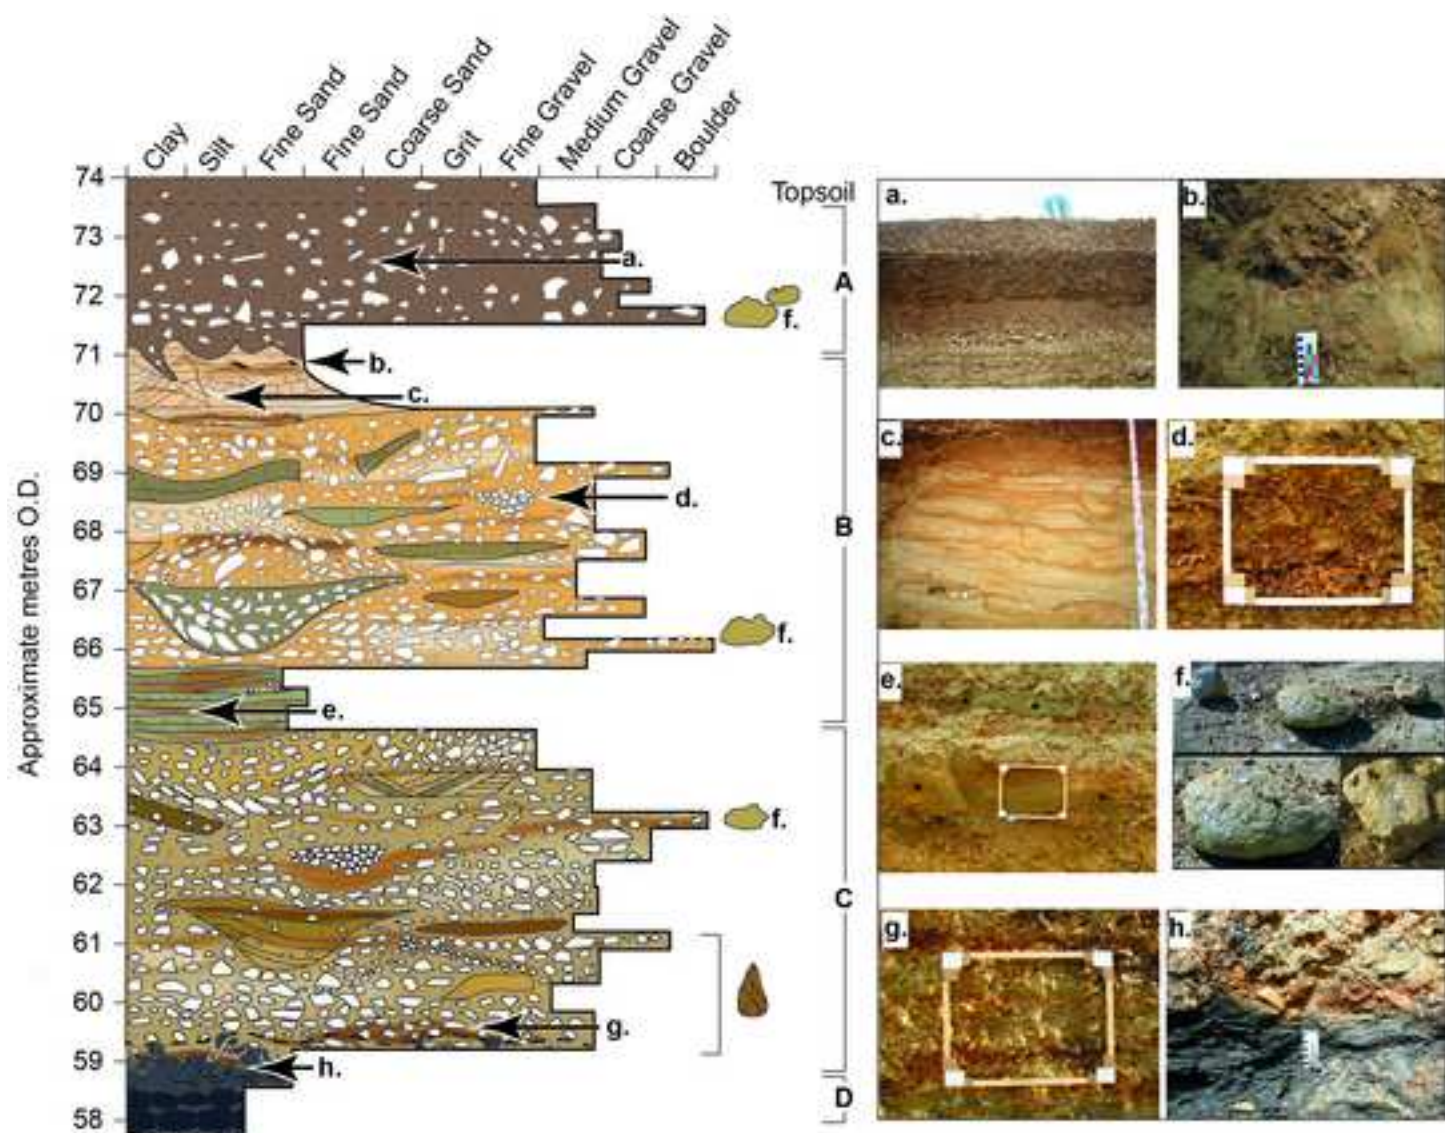 Clay
Silt
Fine Sand
Fine Sand
Coarse Sand
Grit
Fine Gravel
Medium Gravel
Coarse Gravel
Boulder
Approximate metres O.D.
74
73
72
71
70
69
68
67
66
65
64
63
62
61
60
59
58
a.
f.
b.
c.
d.
f.
e.
f.
g.
h.
Topsoil
A
B
C
D
a.
b.
c.
d.
e.
f.
g.
h.